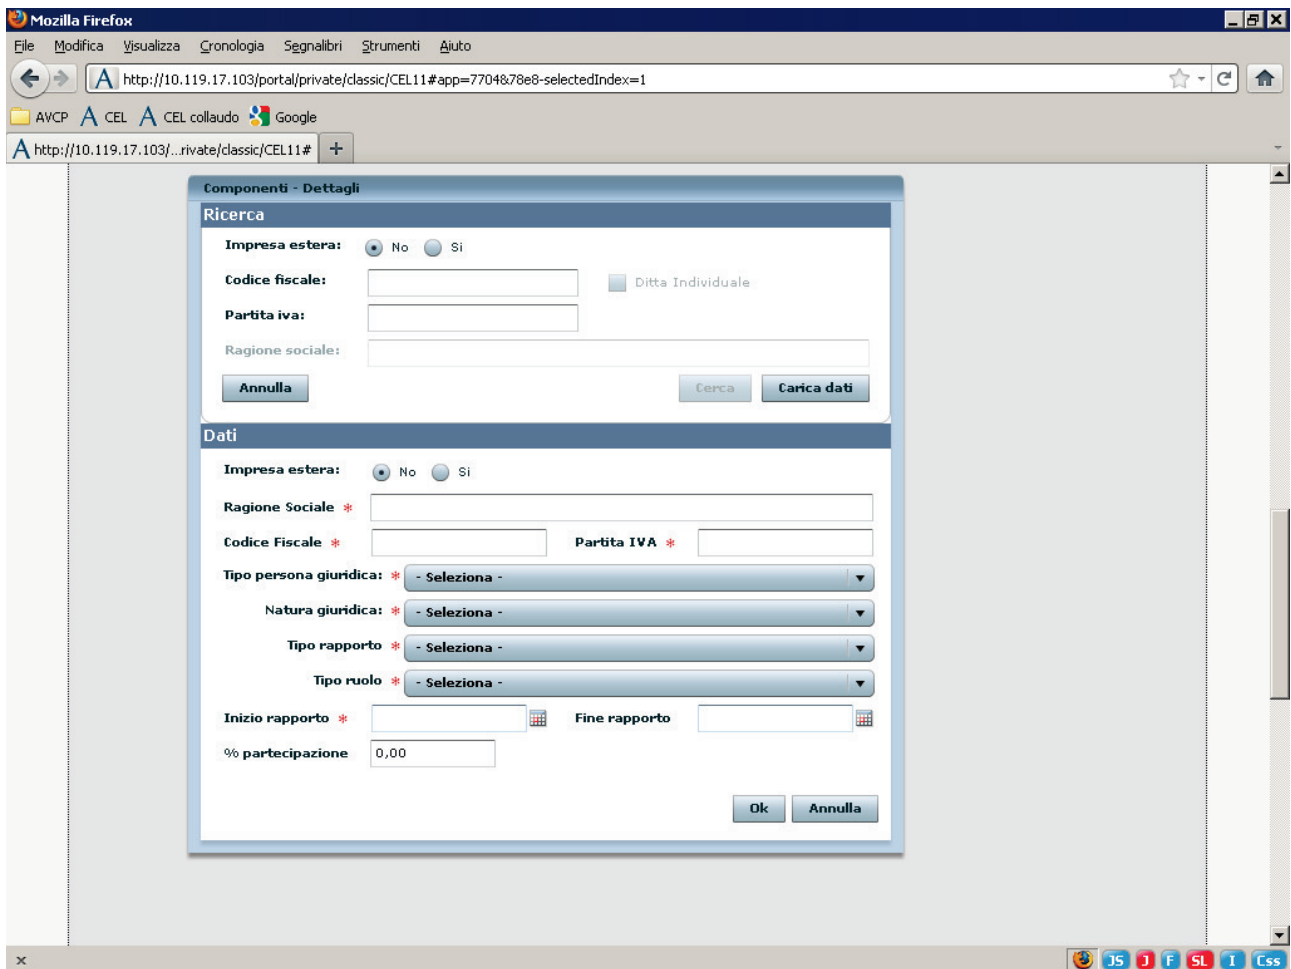 Mozilla Firefox
File Modifica Visualizza Cronologia Segnalibri Strumenti Aiuto
http://10.119.17.103/portal/private/classic/CEL11#app=7704&78e8-selectedIndex=1
AVCP CEL CEL collaudo Google
http://10.119.17.103/...rivate/classic/CEL11#
Componenti - Dettagli
Ricerca
Impresa estera: No Si
Codice fiscale: Ditta Individuale
Partita iva:
Ragione sociale:
Annulla Cerca Carica dati
Dati
Impresa estera: No Si
Ragione Sociale *
Codice Fiscale * Partita IVA *
Tipo persona giuridica: * - Seleziona -
Natura giuridica: * - Seleziona -
Tipo rapporto * - Seleziona -
Tipo ruolo * - Seleziona -
Inizio rapporto * Fine rapporto
% partecipazione 0,00
Ok Annulla
x JS J F SL I Css